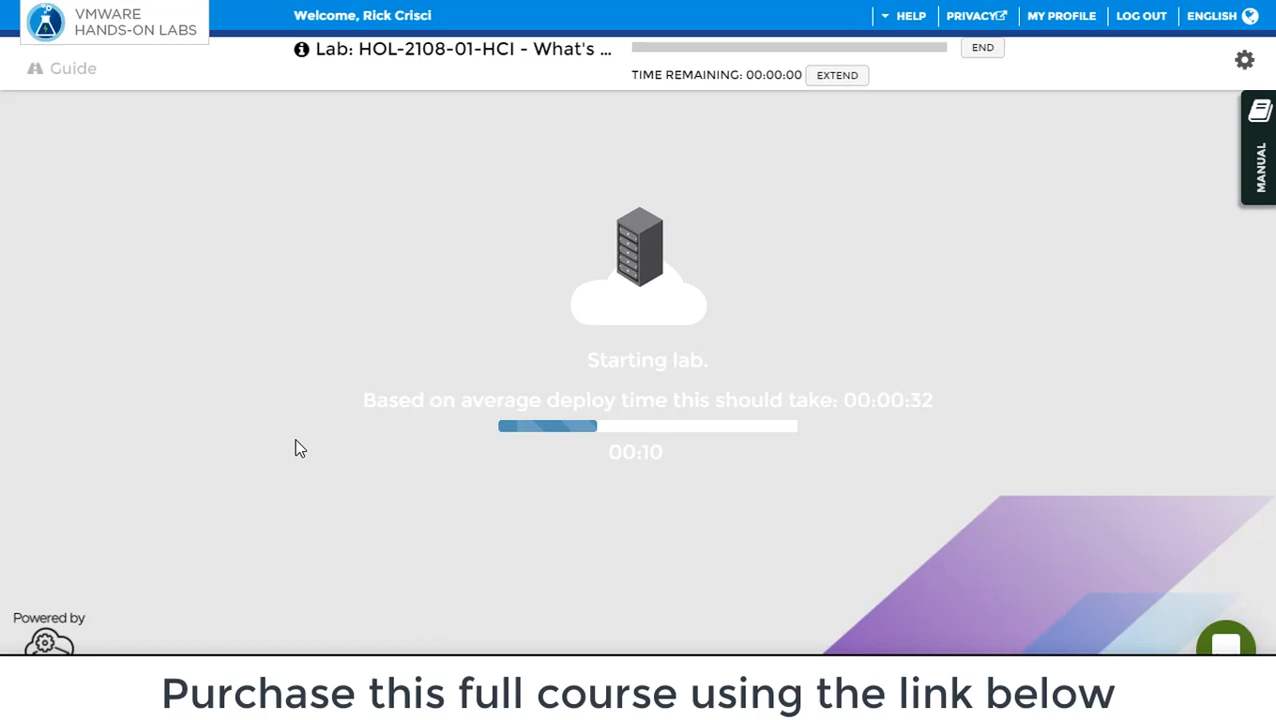 VMWARE
HANDS-ON LABS
Welcome, Rick Crisci
HELP
PRIVACY
MY PROFILE
LOG OUT
ENGLISH
Lab: HOL-2108-01-HCI - What's ...
END
Guide
TIME REMAINING: 00:00:00
EXTEND
MANUAL
Starting lab.
Based on average deploy time this should take: 00:00:32
00:10
Powered by
Purchase this full course using the link below